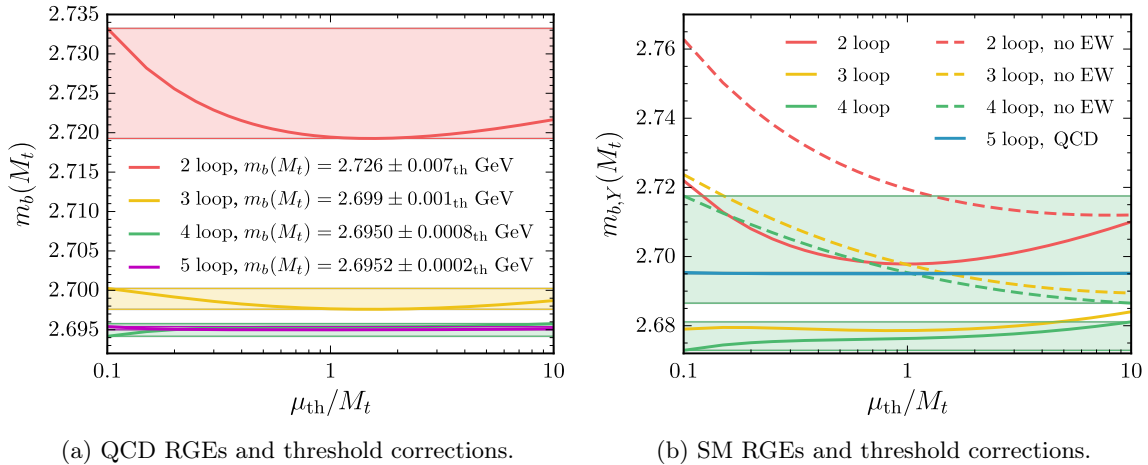 2.735
2.730
2.725
2.720
2.715
2.710
2.705
2.700
2.695
m_b(M_t)
2 loop, m_b(M_t) = 2.726 ± 0.007_th GeV
3 loop, m_b(M_t) = 2.699 ± 0.001_th GeV
4 loop, m_b(M_t) = 2.6950 ± 0.0008_th GeV
5 loop, m_b(M_t) = 2.6952 ± 0.0002_th GeV
0.1 1 10
μ_th/M_t
(a) QCD RGEs and threshold corrections.
2.76
2.74
2.72
2.70
2.68
m_{b,Y}(M_t)
2 loop 2 loop, no EW
3 loop 3 loop, no EW
4 loop 4 loop, no EW
5 loop, QCD
0.1 1 10
μ_th/M_t
(b) SM RGEs and threshold corrections.